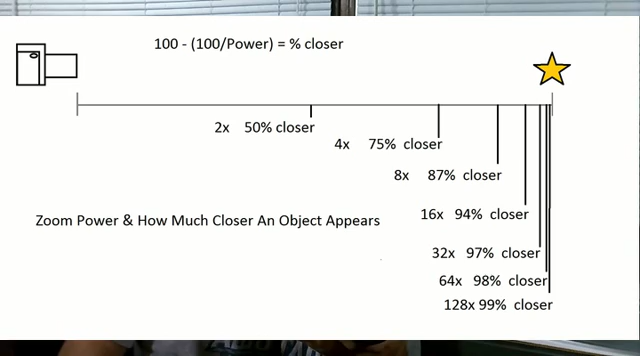 100 - (100/Power) = % closer
2x 50% closer
4x 75% closer
8x 87% closer
16x 94% closer
Zoom Power & How Much Closer An Object Appears
32x 97% closer
64x 98% closer
128x 99% closer